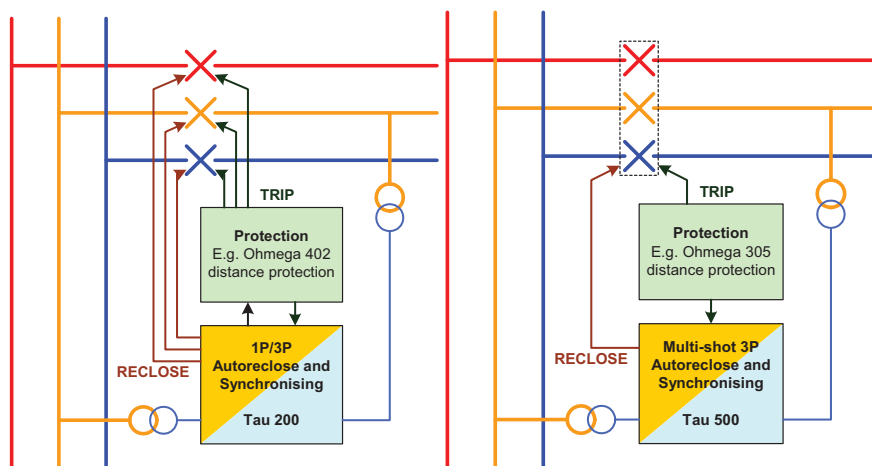 TRIP
Protection
E.g. Ohmega 402
distance protection
RECLOSE
1P/3P
Autoreclose and
Synchronising
Tau 200
TRIP
Protection
E.g. Ohmega 305
distance protection
RECLOSE
Multi-shot 3P
Autoreclose and
Synchronising
Tau 500